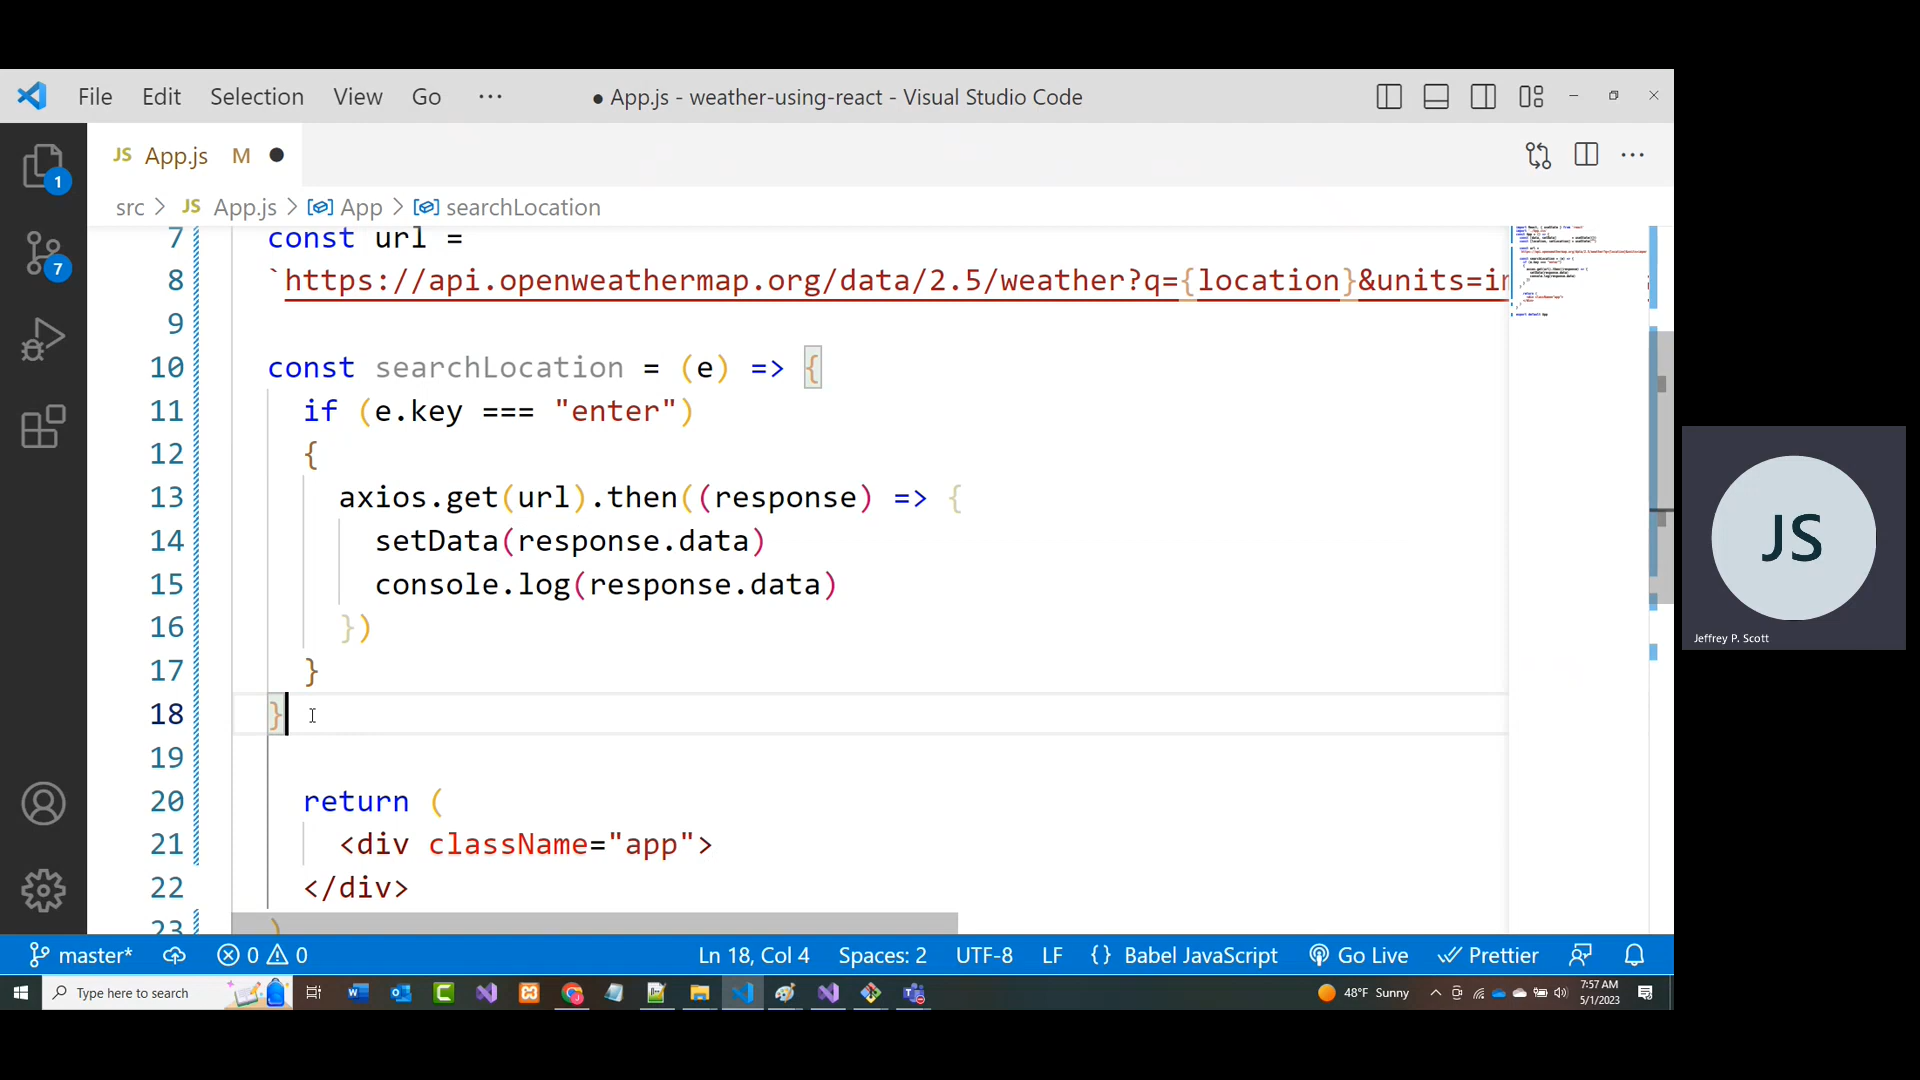 File Edit Selection View Go ··· ● App.js - weather-using-react - Visual Studio Code
JS App.js M
src > JS App.js > App > searchLocation
7 const url =
8 `https://api.openweathermap.org/data/2.5/weather?q={location}&units=in
9
10 const searchLocation = (e) => {
11 if (e.key === "enter")
12 {
13 axios.get(url).then((response) => {
14 setData(response.data)
15 console.log(response.data)
16 })
17 }
18 }
19
20 return (
21 <div className="app">
22 </div>
23 )
1
7
JS
Jeffrey P. Scott
master* 0 0 Ln 18, Col 4 Spaces: 2 UTF-8 LF {} Babel JavaScript Go Live Prettier
Type here to search 48°F Sunny 7:57 AM
5/1/2023